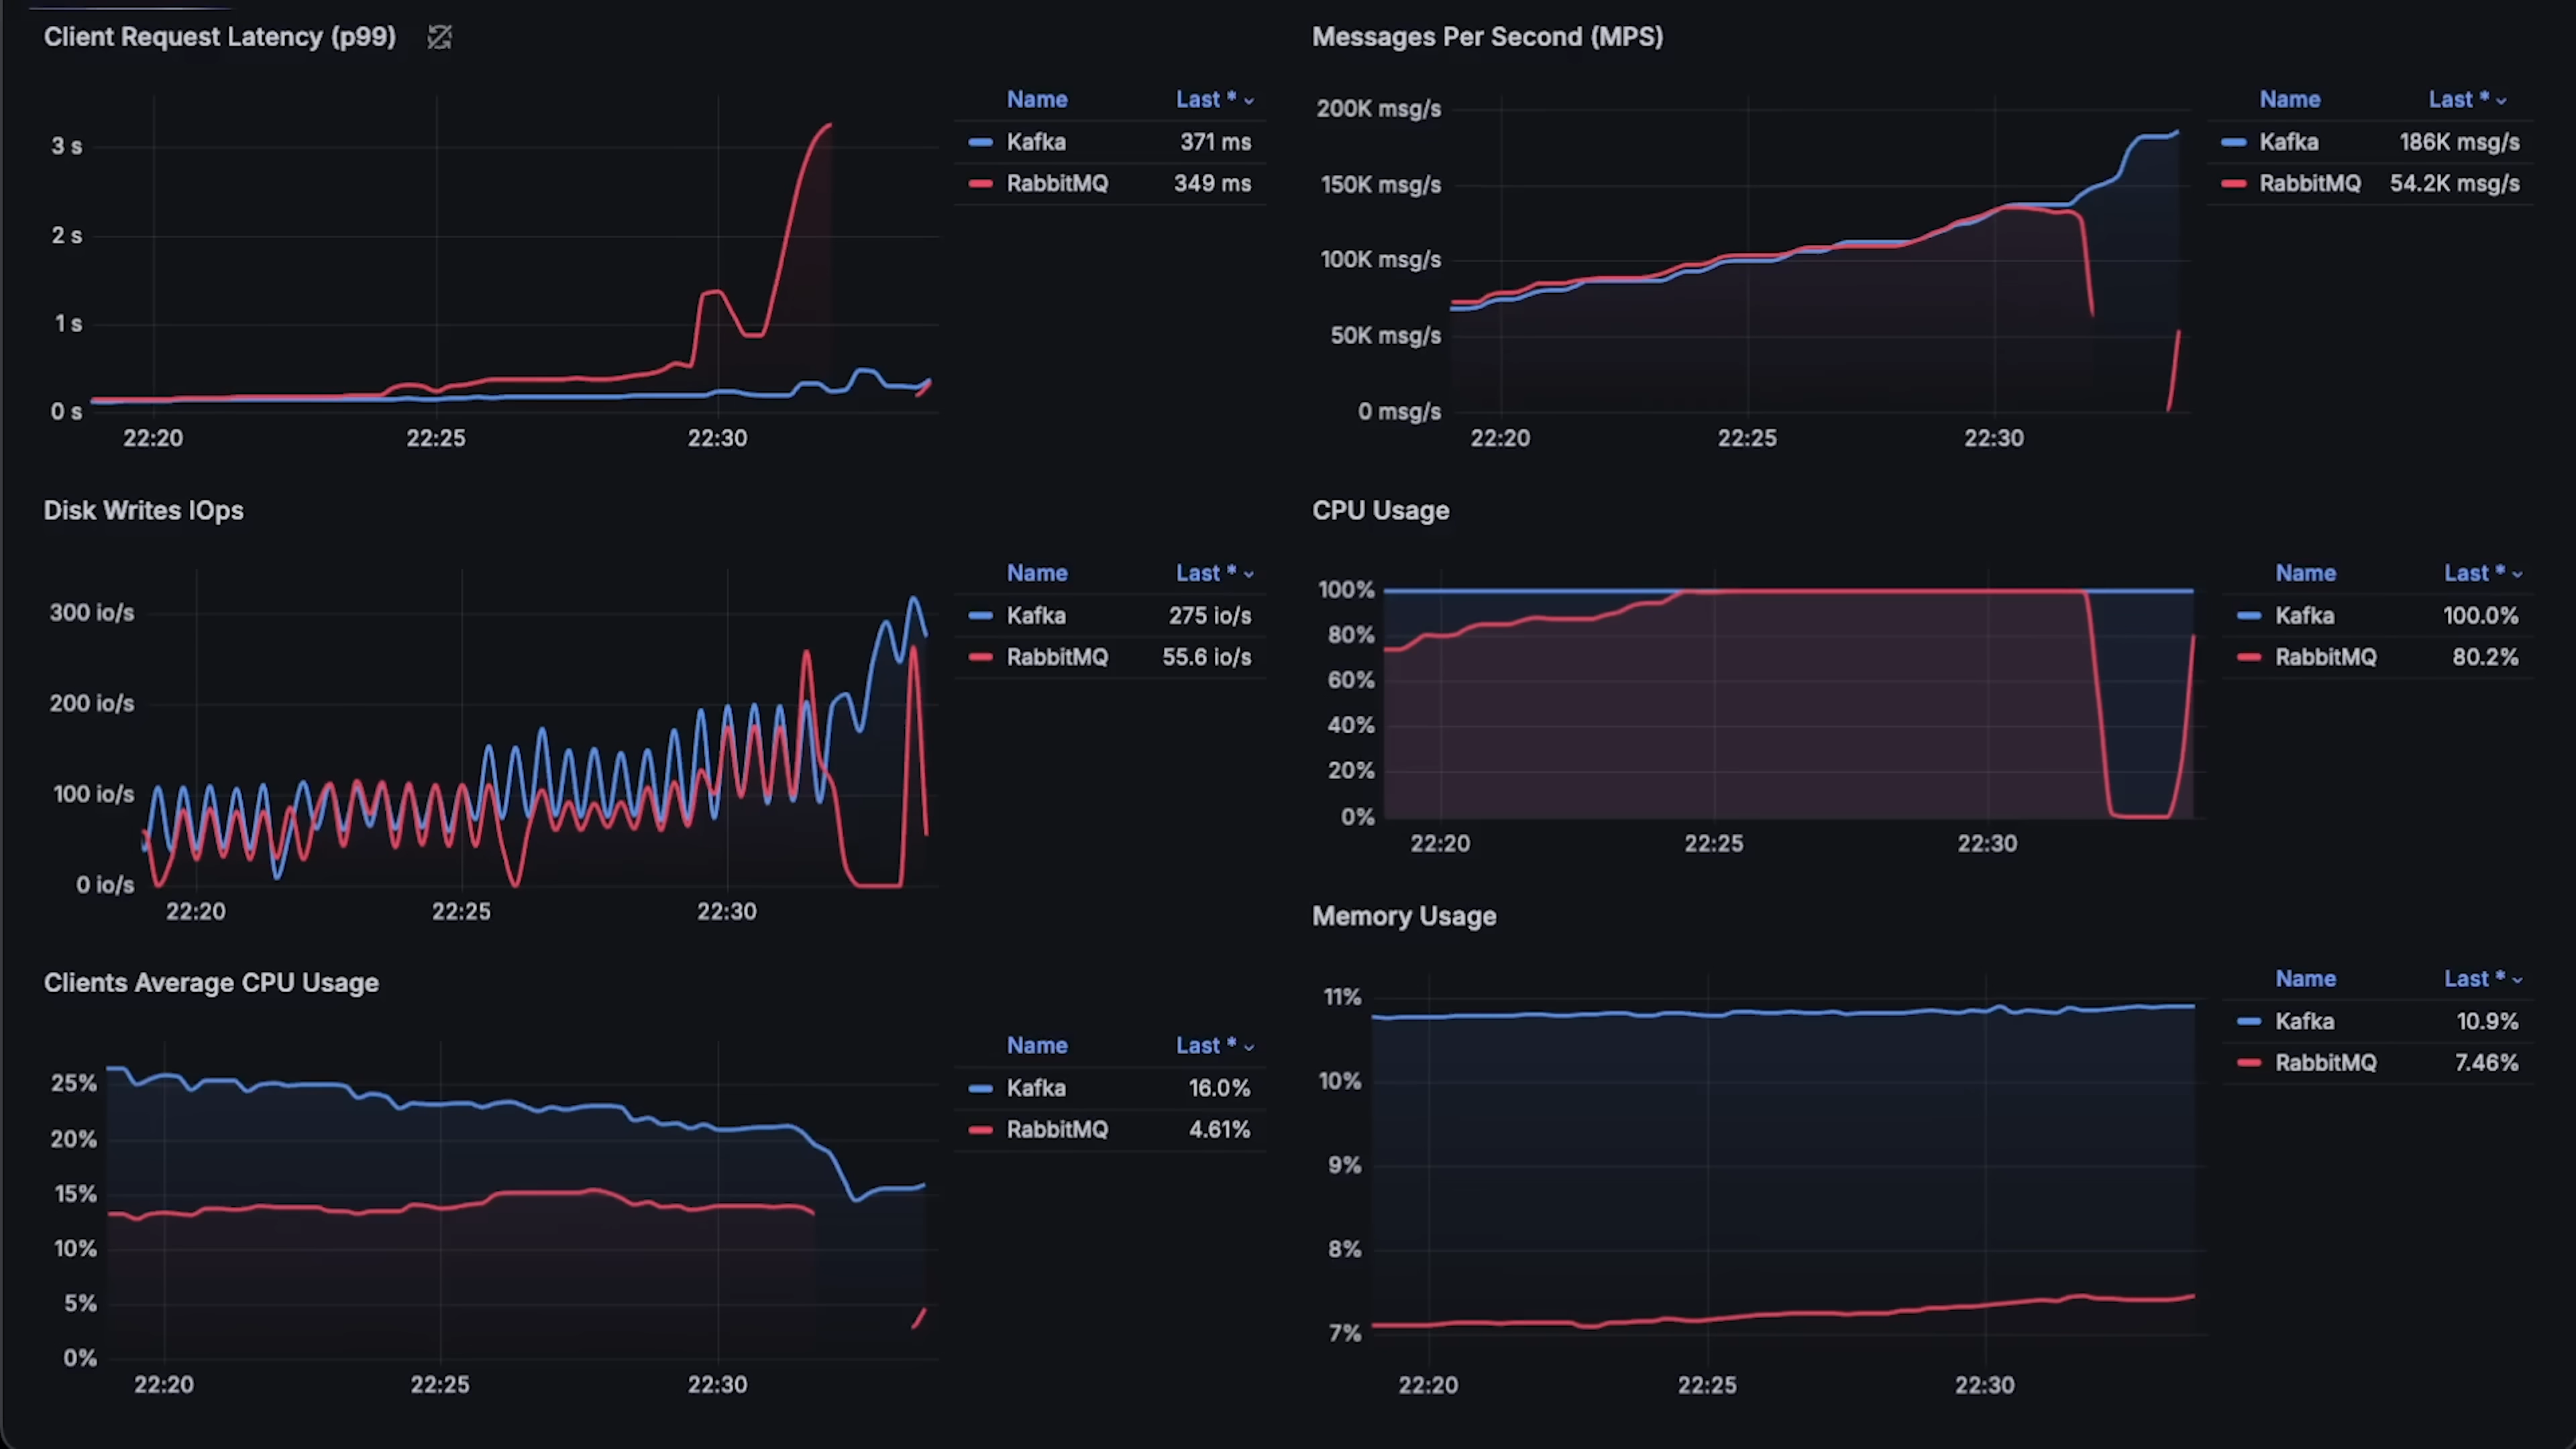 Client Request Latency (p99)
3 s
2 s
1 s
0 s
22:20 22:25 22:30
Name Last *
Kafka 371 ms
RabbitMQ 349 ms
Messages Per Second (MPS)
200K msg/s
150K msg/s
100K msg/s
50K msg/s
0 msg/s
22:20 22:25 22:30
Name Last *
Kafka 186K msg/s
RabbitMQ 54.2K msg/s
Disk Writes IOps
300 io/s
200 io/s
100 io/s
0 io/s
22:20 22:25 22:30
Name Last *
Kafka 275 io/s
RabbitMQ 55.6 io/s
CPU Usage
100%
80%
60%
40%
20%
0%
22:20 22:25 22:30
Name Last *
Kafka 100.0%
RabbitMQ 80.2%
Clients Average CPU Usage
25%
20%
15%
10%
5%
0%
22:20 22:25 22:30
Name Last *
Kafka 16.0%
RabbitMQ 4.61%
Memory Usage
11%
10%
9%
8%
7%
22:20 22:25 22:30
Name Last *
Kafka 10.9%
RabbitMQ 7.46%